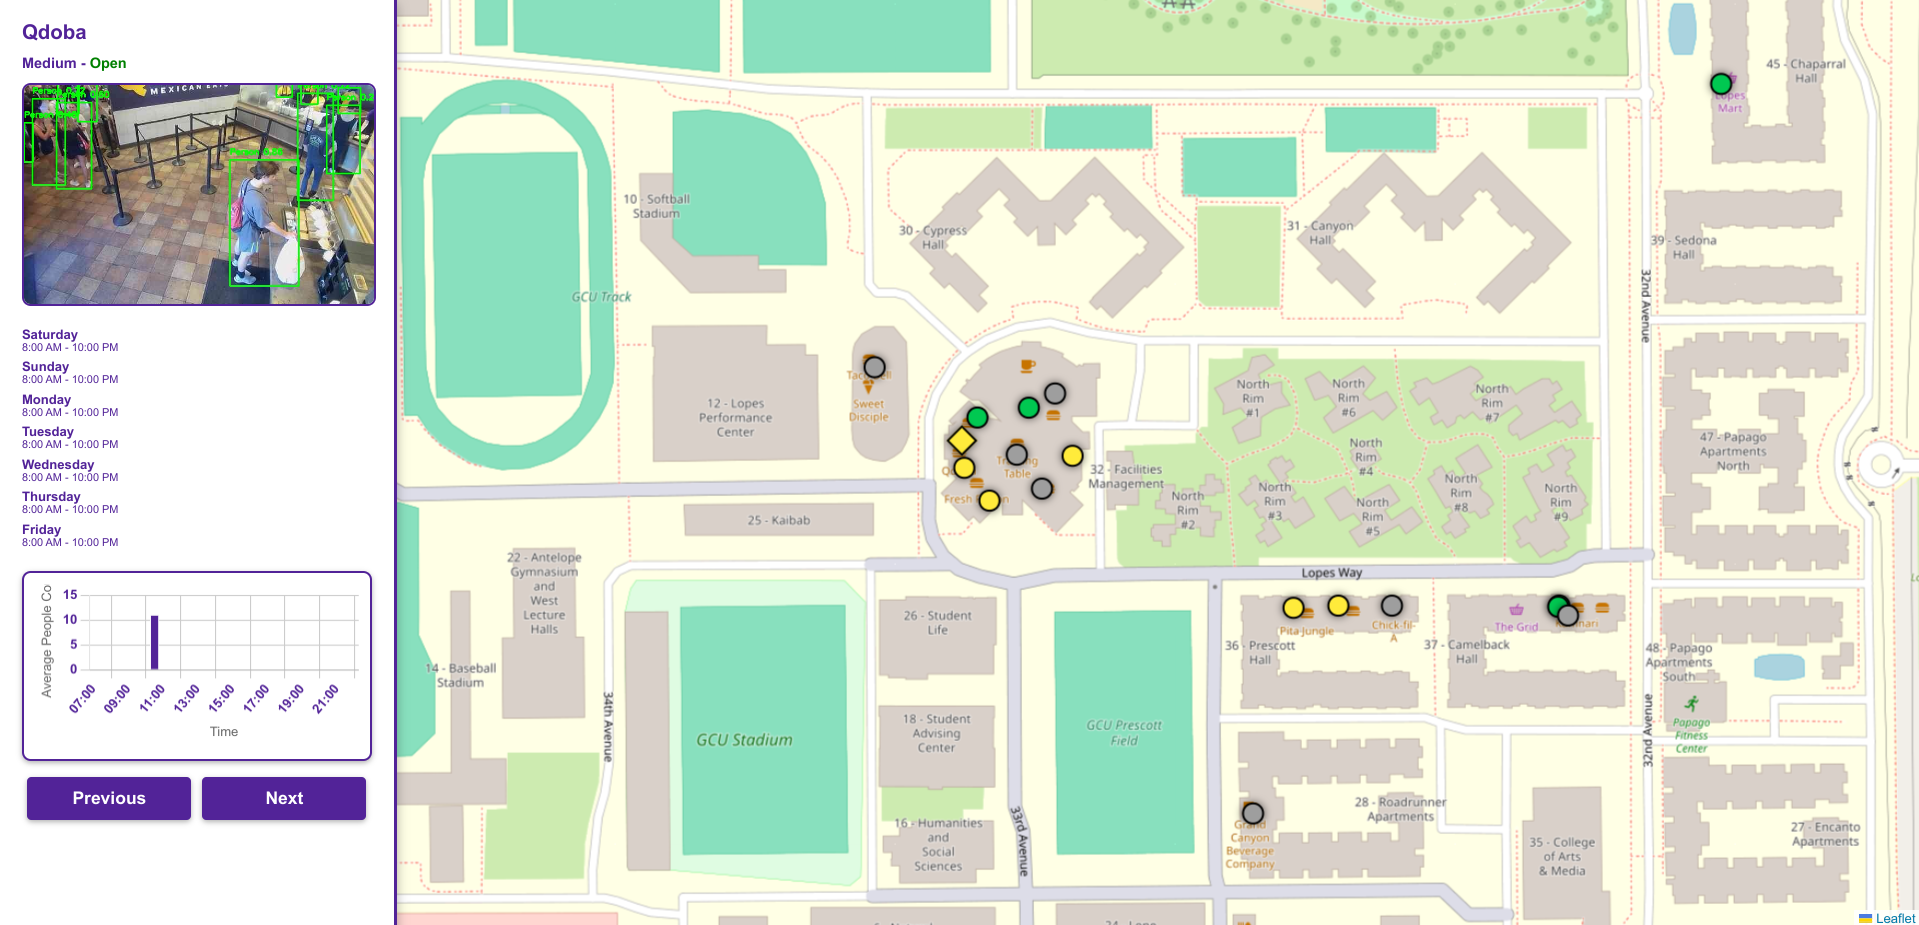 Qdoba
Medium - Open
MEXICAN EATS
Saturday
8:00 AM - 10:00 PM
Sunday
8:00 AM - 10:00 PM
Monday
8:00 AM - 10:00 PM
Tuesday
8:00 AM - 10:00 PM
Wednesday
8:00 AM - 10:00 PM
Thursday
8:00 AM - 10:00 PM
Friday
8:00 AM - 10:00 PM
Average People Co
15
10
5
0
07:00
09:00
11:00
13:00
15:00
17:00
19:00
21:00
Time
Previous
Next
45 - Chaparral
Hall
Lopes
Mart
10 - Softball
Stadium
30 - Cypress
Hall
31 - Canyon
Hall
39 - Sedona
Hall
GCU Track
32nd Avenue
12 - Lopes
Performance
Center
Sweet
Disciple
Table
Fresh
32 - Facilities
Management
North
Rim
#1
North
Rim
#6
North
Rim
#7
North
Rim
#4
North
Rim
#2
North
Rim
#3
North
Rim
#5
North
Rim
#8
North
Rim
#9
47 - Papago
Apartments
North
25 - Kaibab
22 - Antelope
Gymnasium
and
West
Lecture
Halls
Lopes Way
26 - Student
Life
Pita Jungle
Chick-fil-
A
The Grid
36 - Prescott
Hall
37 - Camelback
Hall
48 - Papago
Apartments
South
14 - Baseball
Stadium
34th Avenue
GCU Stadium
18 - Student
Advising
Center
GCU Prescott
Field
32nd Avenue
Papago
Fitness
Center
16 - Humanities
and
Social
Sciences
33rd Avenue
Grand
Canyon
Beverage
Company
28 - Roadrunner
Apartments
35 - College
of Arts
& Media
27 - Encanto
Apartments
Leaflet